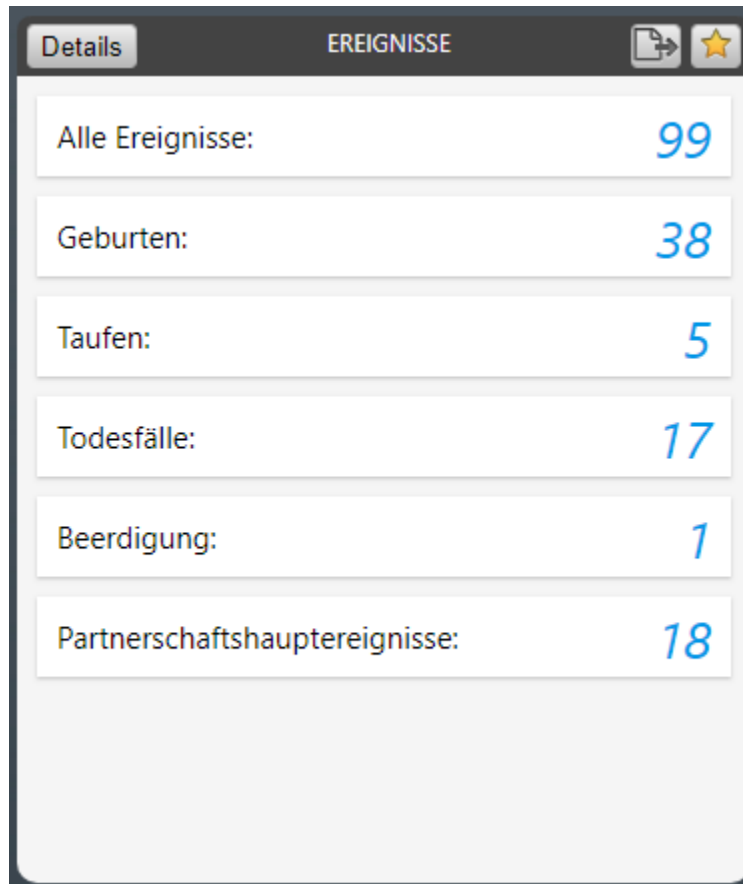 Details EREIGNISSE
Alle Ereignisse: 99
Geburten: 38
Taufen: 5
Todesfälle: 17
Beerdigung: 1
Partnerschaftshauptereignisse: 18